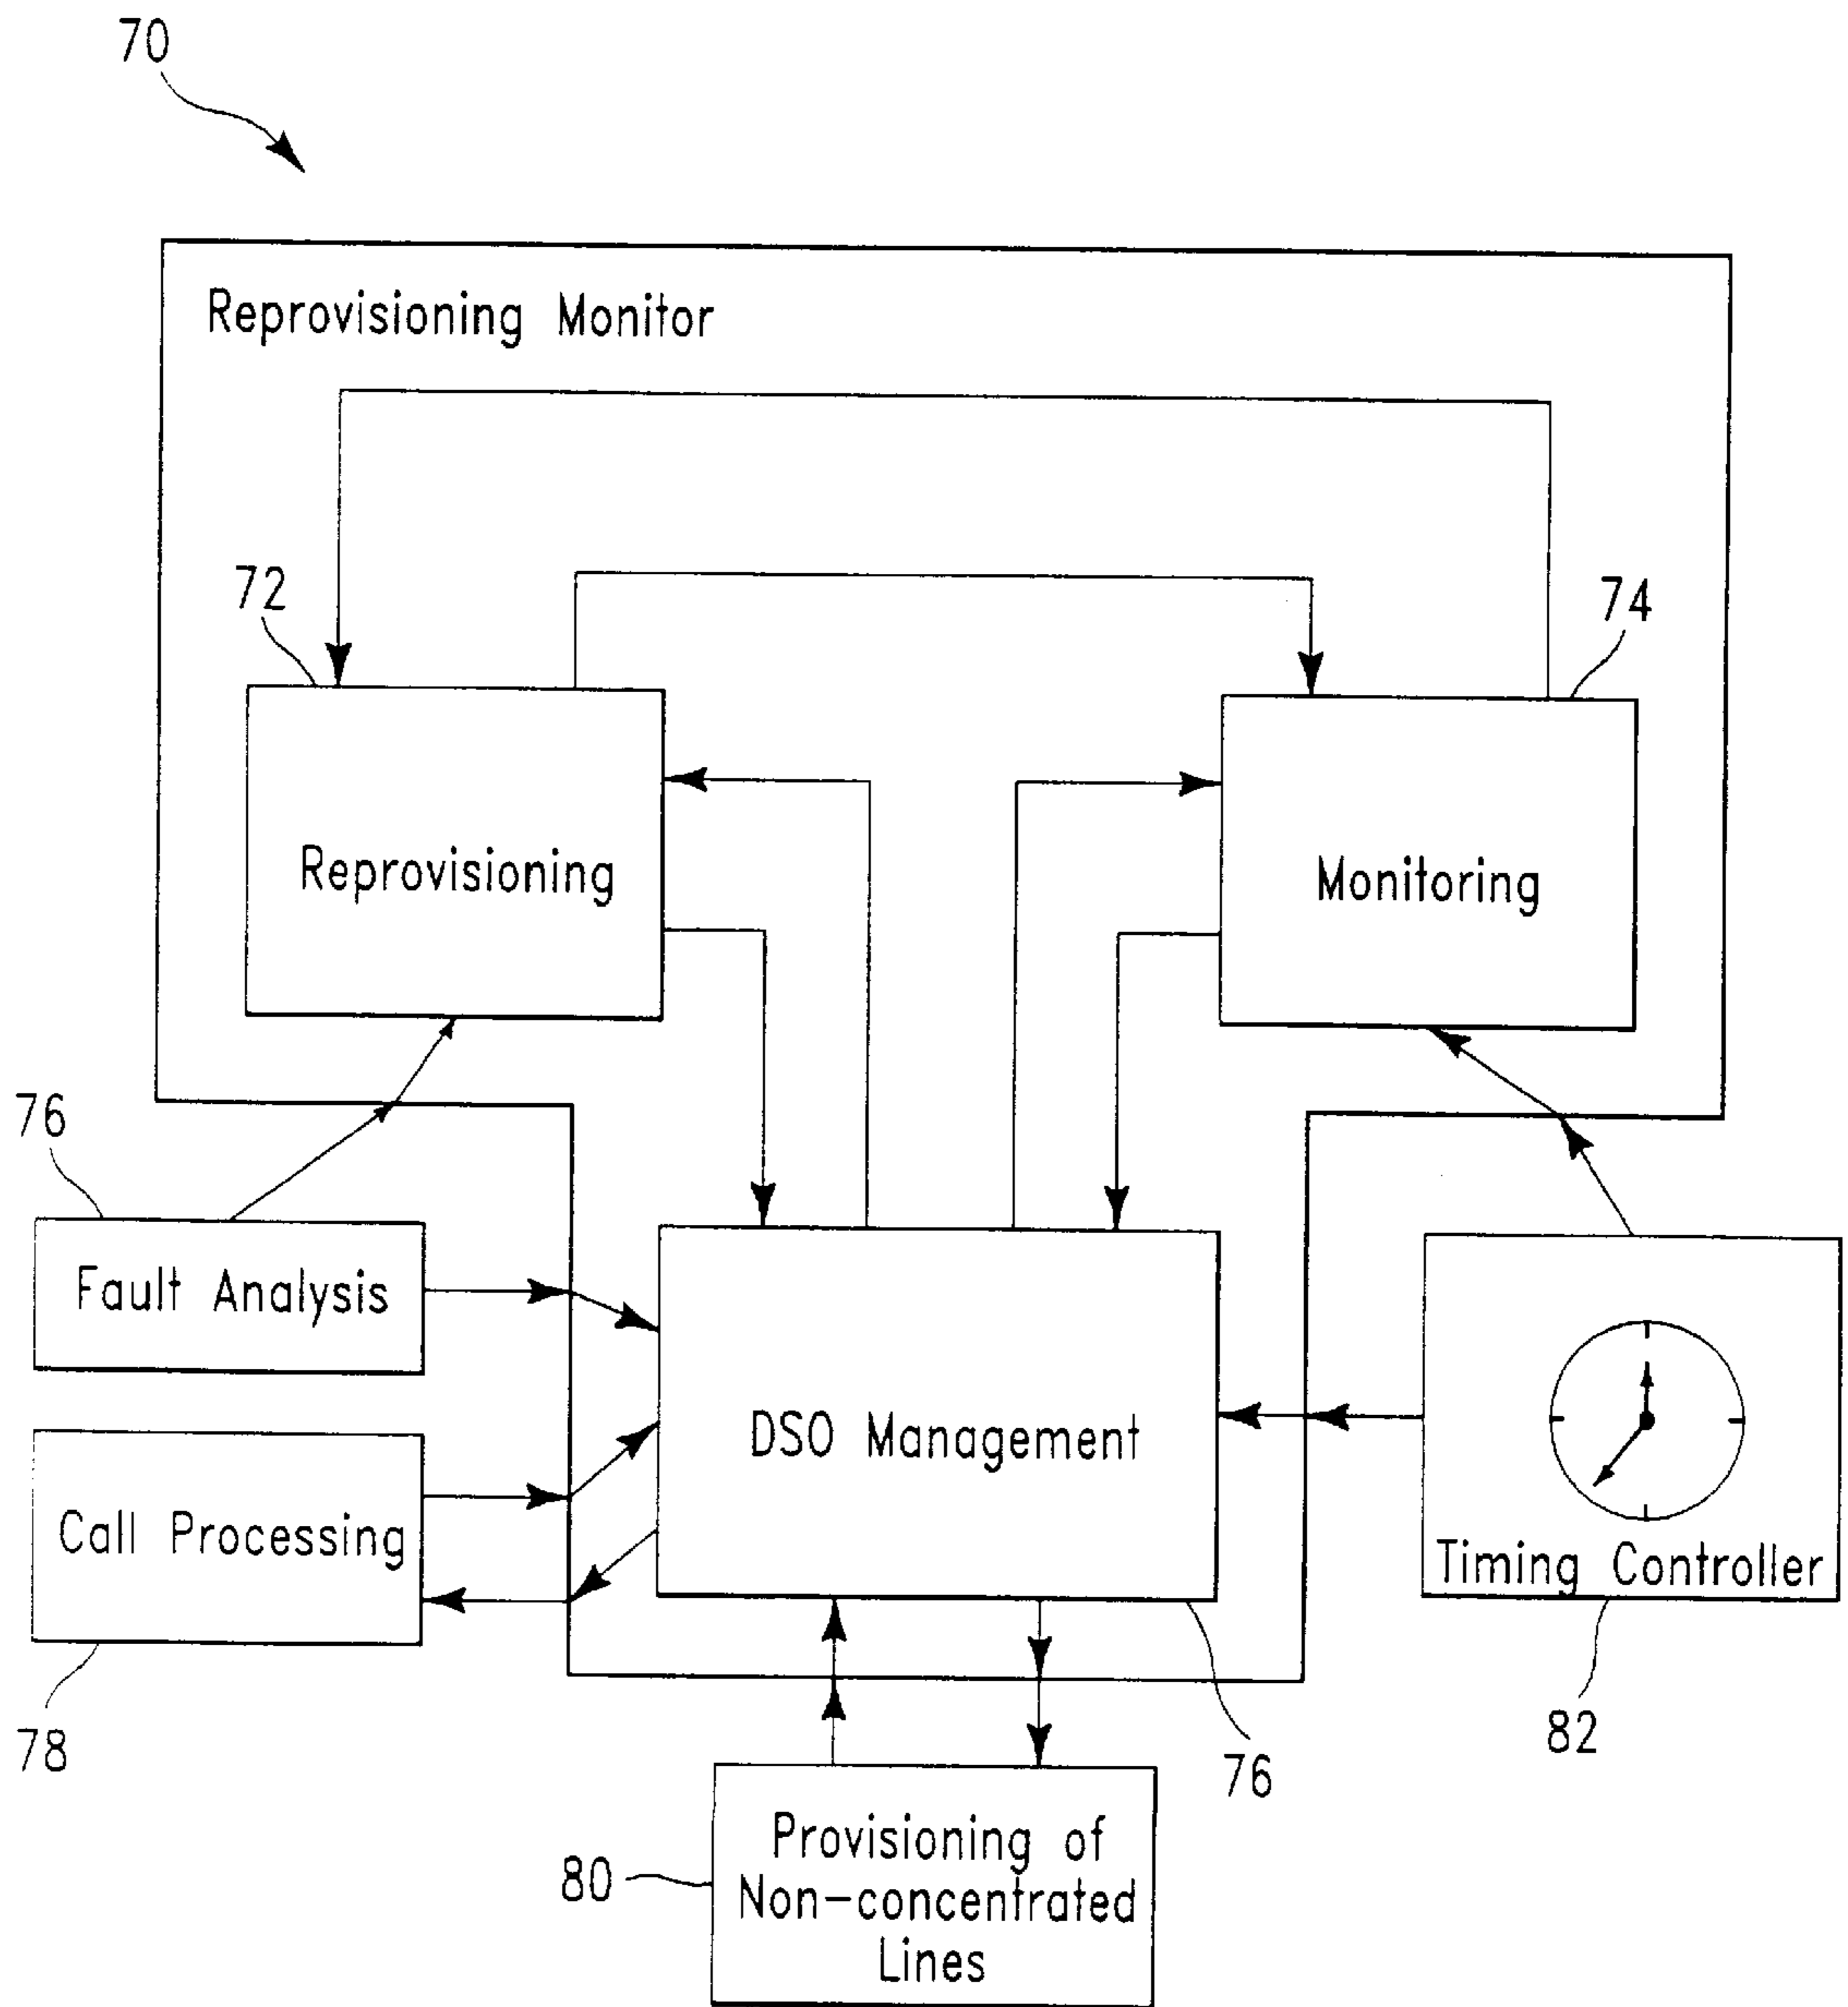 70
Reprovisioning Monitor
72
74
Reprovisioning
Monitoring
76
Fault Analysis
DSO Management
Call Processing
Timing Controller
78
76
82
80
Provisioning of
Non-concentrated
Lines